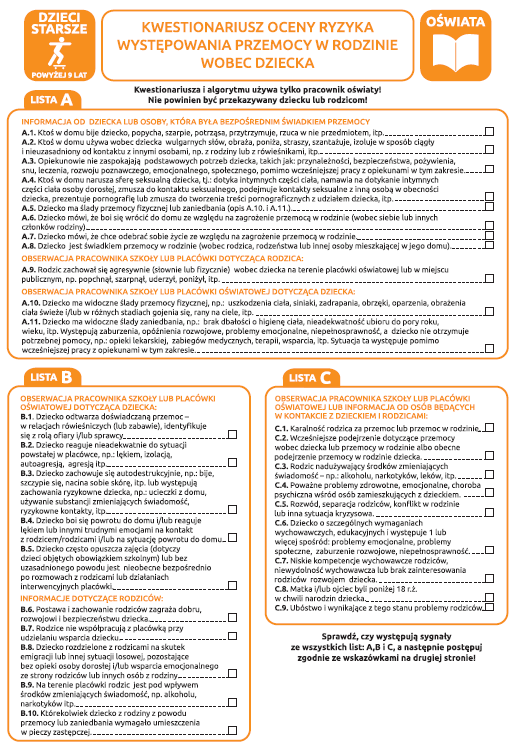 DZIECI
STARSZE
POWYŻEJ 9 LAT
KWESTIONARIUSZ OCENY RYZYKA
WYSTĘPOWANIA PRZEMOCY W RODZINIE
WOBEC DZIECKA
OŚWIATA
Kwestionariusza i algorytmu używa tylko pracownik oświaty!
Nie powinien być przekazywany dziecku lub rodzicom!
LISTA A
INFORMACJA OD DZIECKA LUB OSOBY, KTÓRA BYŁA BEZPOŚREDNIM ŚWIADKIEM PRZEMOCY
A.1. Ktoś w domu bije dziecko, popycha, szarpie, potrząsa, przytrzymuje, rzuca w nie przedmiotem, itp.
A.2. Ktoś w domu używa wobec dziecka wulgarnych słów, obraża, poniża, straszy, szantażuje, izoluje w sposób ciągły
i nieuzasadniony od kontaktu z innymi osobami, np. z rodziny lub z rówieśnikami, itp.
A.3. Opiekunowie nie zaspokajają podstawowych potrzeb dziecka, takich jak: przynależności, bezpieczeństwa, pożywienia,
snu, leczenia, rozwoju poznawczego, emocjonalnego, społecznego, pomimo wcześniejszej pracy z opiekunami w tym zakresie.
A.4. Ktoś w domu narusza sferę seksualną dziecka, tj.: dotyka intymnych części ciała, namawia na dotykanie intymnych
części ciała osoby dorosłej, zmusza do kontaktu seksualnego, podejmuje kontakty seksualne z inną osobą w obecności
dziecka, prezentuje pornografię lub zmusza do tworzenia treści pornograficznych z udziałem dziecka, itp.
A.5. Dziecko ma ślady przemocy fizycznej lub zaniedbania (opis A.10. i A.11.)
A.6. Dziecko mówi, że boi się wrócić do domu ze względu na zagrożenie przemocy w rodzinie (wobec siebie lub innych
członków rodziny)
A.7. Dziecko mówi, że chce odebrać sobie życie ze względu na zagrożenie przemocy w rodzinie.
A.8. Dziecko jest świadkiem przemocy w rodzinie (wobec rodzica, rodzeństwa lub innej osoby mieszkającej w jego domu).
OBSERWACJA PRACOWNIKA SZKOŁY LUB PLACÓWKI DOTYCZĄCA RODZICA:
A.9. Rodzic zachował się agresywnie (słownie lub fizycznie) wobec dziecka na terenie placówki oświatowej lub w miejscu
publicznym, np. popchnął, szarpnął, uderzył, poniżył, itp.
OBSERWACJA PRACOWNIKA SZKOŁY LUB PLACÓWKI OŚWIATOWEJ DOTYCZĄCA DZIECKA:
A.10. Dziecko ma widoczne ślady przemocy fizycznej, np.: uszkodzenia ciała, siniaki, zadrapania, obrzęki, oparzenia, obrażenia
ciała świeże i/lub w różnych stadiach gojenia się, rany na ciele, itp.
A.11. Dziecko ma widoczne ślady zaniedbania, np.: brak dbałości o higienę ciała, nieadekwatność ubioru do pory roku,
wieku, itp. Występują zaburzenia, opóźnienia rozwojowe, problemy emocjonalne, niepełnosprawność, a dziecko nie otrzymuje
potrzebnej pomocy, np.: opieki lekarskiej, zabiegów medycznych, terapii, wsparcia, itp. Sytuacja ta występuje pomimo
wcześniejszej pracy z opiekunami w tym zakresie.
LISTA B
OBSERWACJA PRACOWNIKA SZKOŁY LUB PLACÓWKI
OŚWIATOWEJ DOTYCZĄCA DZIECKA:
B.1. Dziecko odtwarza doświadczaną przemoc –
w relacjach rówieśniczych (lub zabawie), identyfikuje
się z rolą ofiary i/lub sprawcy
B.2. Dziecko reaguje nieadekwatnie do sytuacji
powstałej w placówce, np.: lękiem, izolacją,
autoagresją, agresją itp.
B.3. Dziecko zachowuje się autodestrukcyjnie, np.: bije,
szczypie się, nacina sobie skórę, itp. lub występują
zachowania ryzykowne dziecka, np.: ucieczki z domu,
używanie substancji zmieniających świadomość,
ryzykowne kontakty, itp.
B.4. Dziecko boi się powrotu do domu i/lub reaguje
lękiem lub innymi trudnymi emocjami na kontakt
z rodzicem/rodzicami i/lub na sytuację powrotu do domu.
B.5. Dziecko często opuszcza zajęcia (dotyczy
dzieci objętych obowiązkiem szkolnym) lub bez
uzasadnionego powodu jest nieobecne bezpośrednio
po rozmowach z rodzicami lub działaniach
interwencyjnych placówki.
INFORMACJE DOTYCZĄCE RODZICÓW:
B.6. Postawa i zachowanie rodziców zagraża dobru,
rozwojowi i bezpieczeństwu dziecka.
B.7. Rodzice nie współpracują z placówką przy
udzielaniu wsparcia dziecku.
B.8. Dziecko rozdzielone z rodzicami na skutek
emigracji lub innej sytuacji losowej, pozostające
bez opieki osoby dorosłej i/lub wsparcia emocjonalnego
ze strony rodziców lub innych osób z rodziny
B.9. Na terenie placówki rodzic jest pod wpływem
środków zmieniających świadomość, np. alkoholu,
narkotyków itp.
B.10. Którekolwiek dziecko z rodziny z powodu
przemocy lub zaniedbania wymagało umieszczenia
w pieczy zastępczej.
LISTA C
OBSERWACJA PRACOWNIKA SZKOŁY LUB PLACÓWKI
OŚWIATOWEJ LUB INFORMACJA OD OSÓB BĘDĄCYCH
W KONTAKCIE Z DZIECKIEM I RODZICAMI:
C.1. Karalność rodzica za przemoc lub przemoc w rodzinie.
C.2. Wcześniejsze podejrzenie dotyczące przemocy
wobec dziecka lub przemocy w rodzinie albo obecne
podejrzenie przemocy w rodzinie dziecka.
C.3. Rodzic nadużywający środków zmieniających
świadomość – np.: alkoholu, narkotyków, leków, itp.
C.4. Poważne problemy zdrowotne, emocjonalne, choroba
psychiczna wśród osób zamieszkujących z dzieckiem.
C.5. Rozwód, separacja rodziców, konflikt w rodzinie
lub inna sytuacja kryzysowa.
C.6. Dziecko o szczególnych wymaganiach
wychowawczych, edukacyjnych i występuje 1 lub
więcej spośród: problemy emocjonalne, problemy
społeczne, zaburzenie rozwojowe, niepełnosprawność.
C.7. Niskie kompetencje wychowawcze rodziców,
niewydolność wychowawcza lub brak zainteresowania
rodziców rozwojem dziecka.
C.8. Matka i/lub ojciec byli poniżej 18 r.ż.
w chwili narodzin dziecka.
C.9. Ubóstwo i wynikające z tego stanu problemy rodziców.
Sprawdź, czy występują sygnały
ze wszystkich list: A,B i C, a następnie postępuj
zgodnie ze wskazówkami na drugiej stronie!